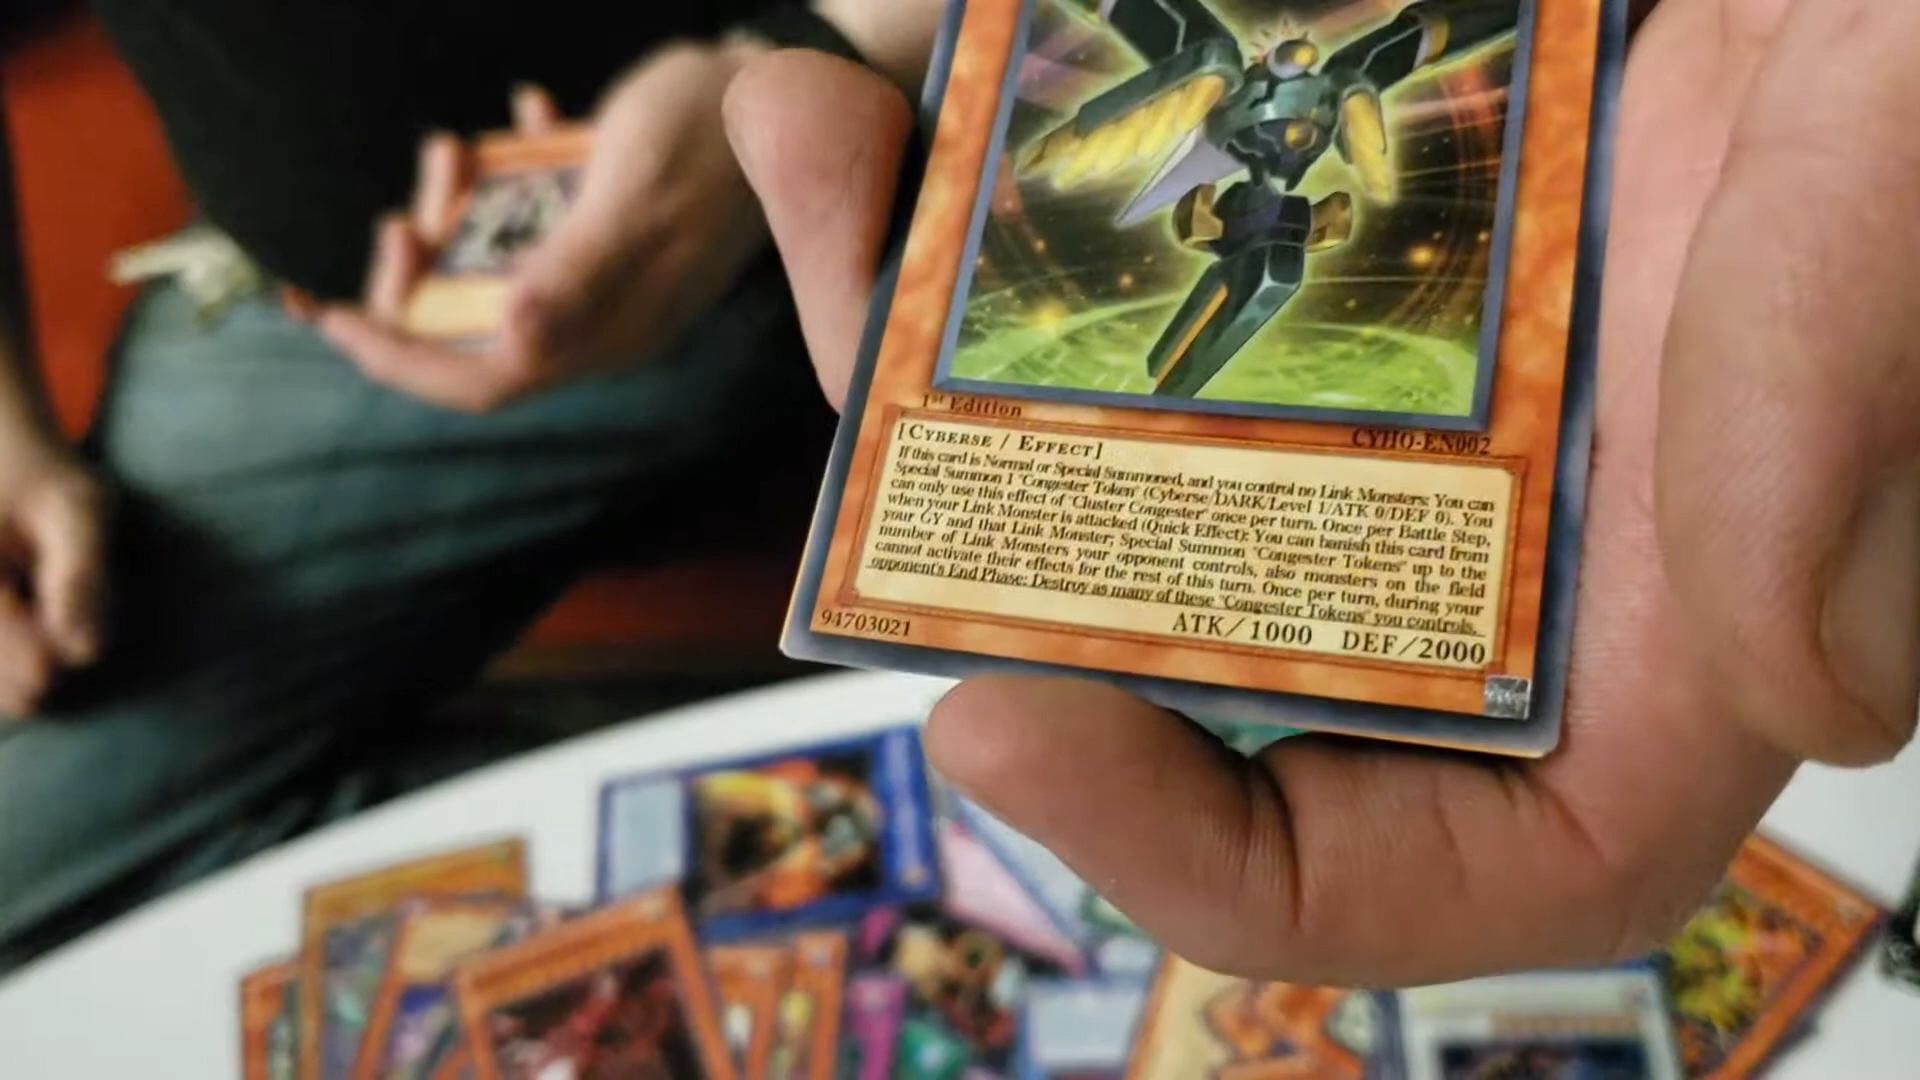 1st Edition
CYHO-EN002
[CYBERSE / EFFECT]
If this card is Normal or Special Summoned, and you control no Link Monsters: You can
Special Summon 1 "Congester Token" (Cyberse/DARK/Level 1/ATK 0/DEF 0). You
can only use this effect of "Cluster Congester" once per turn. Once per Battle Step,
when your Link Monster is attacked (Quick Effect): You can banish this card from
your GY and that Link Monster; Special Summon "Congester Tokens" up to the
number of Link Monsters your opponent controls, also monsters on the field
cannot activate their effects for the rest of this turn. Once per turn, during your
opponent's End Phase: Destroy as many of these "Congester Tokens" you controls.
ATK/1000 DEF/2000
94703021